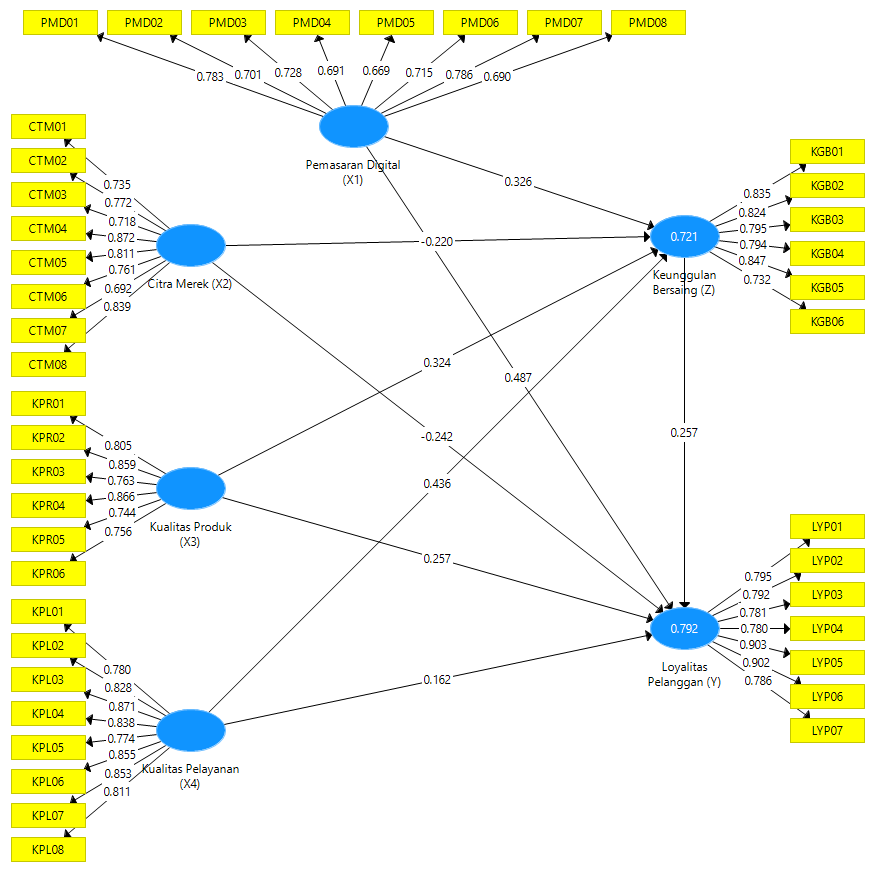 PMD01 PMD02 PMD03 PMD04 PMD05 PMD06 PMD07 PMD08
0.783 0.701 0.728 0.691 0.669 0.715 0.786 0.690
Pemasaran Digital
(X1)
CTM01
CTM02
CTM03
CTM04
CTM05
CTM06
CTM07
CTM08
0.735
0.772
0.718
0.872
0.811
0.761
0.692
0.839
Citra Merek (X2)
KPR01
KPR02
KPR03
KPR04
KPR05
KPR06
0.805
0.859
0.763
0.866
0.744
0.756
Kualitas Produk
(X3)
KPL01
KPL02
KPL03
KPL04
KPL05
KPL06
KPL07
KPL08
0.780
0.828
0.871
0.838
0.774
0.855
0.853
0.811
Kualitas Pelayanan
(X4)
0.326
-0.220
0.324
0.487
-0.242
0.436
0.257
0.162
0.257
0.721
Keunggulan
Bersaing (Z)
0.835
0.824
0.795
0.794
0.847
0.732
KGB01
KGB02
KGB03
KGB04
KGB05
KGB06
0.792
Loyalitas
Pelanggan (Y)
0.795
0.792
0.781
0.780
0.903
0.902
0.786
LYP01
LYP02
LYP03
LYP04
LYP05
LYP06
LYP07